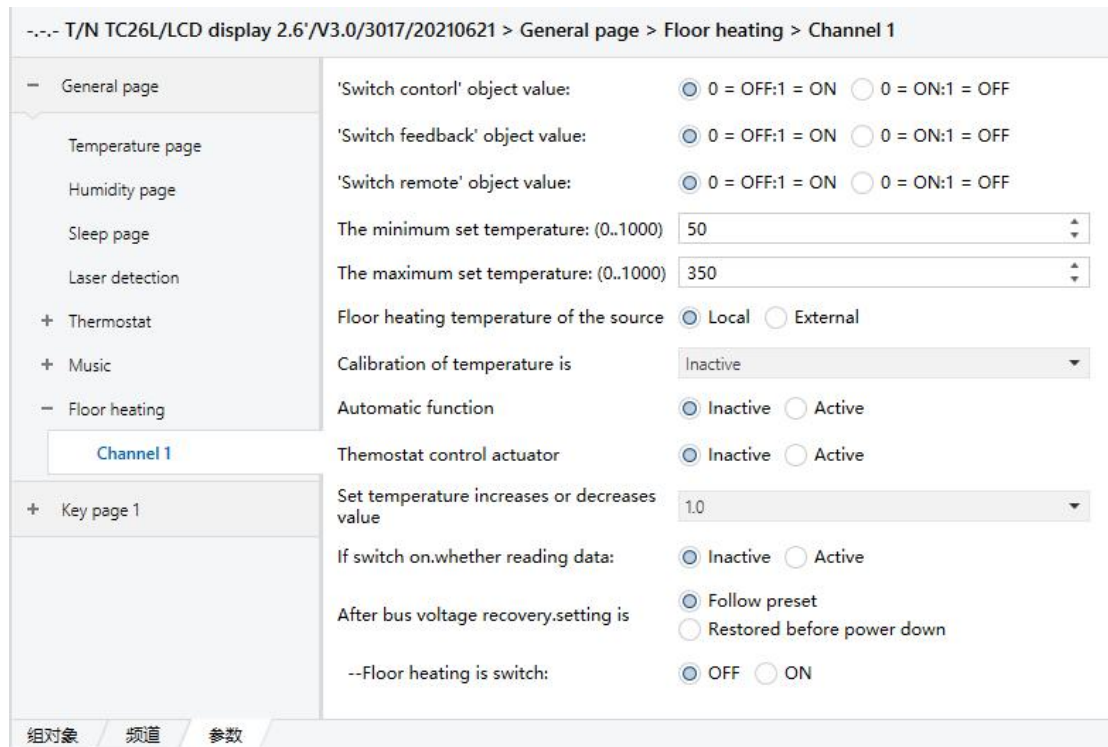 -.-.- T/N TC26L/LCD display 2.6'/V3.0/3017/20210621 > General page > Floor heating > Channel 1
− General page
Temperature page
Humidity page
Sleep page
Laser detection
+ Thermostat
+ Music
− Floor heating
Channel 1
+ Key page 1
'Switch contorl' object value: 0 = OFF:1 = ON 0 = ON:1 = OFF
'Switch feedback' object value: 0 = OFF:1 = ON 0 = ON:1 = OFF
'Switch remote' object value: 0 = OFF:1 = ON 0 = ON:1 = OFF
The minimum set temperature: (0..1000) 50
The maximum set temperature: (0..1000) 350
Floor heating temperature of the source Local External
Calibration of temperature is Inactive
Automatic function Inactive Active
Themostat control actuator Inactive Active
Set temperature increases or decreases
value 1.0
If switch on.whether reading data: Inactive Active
After bus voltage recovery.setting is Follow preset
Restored before power down
--Floor heating is switch: OFF ON
组对象 频道 参数